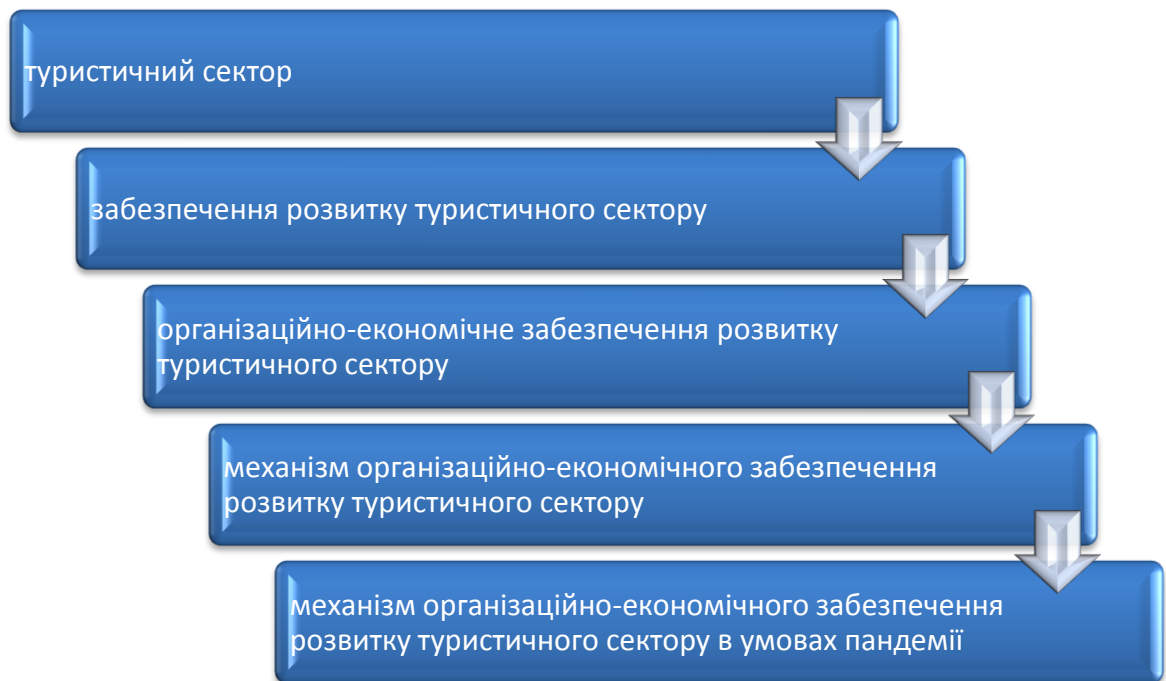 туристичний сектор
забезпечення розвитку туристичного сектору
організаційно-економічне забезпечення розвитку
туристичного сектору
механізм організаційно-економічного забезпечення
розвитку туристичного сектору
механізм організаційно-економічного забезпечення
розвитку туристичного сектору в умовах пандемії